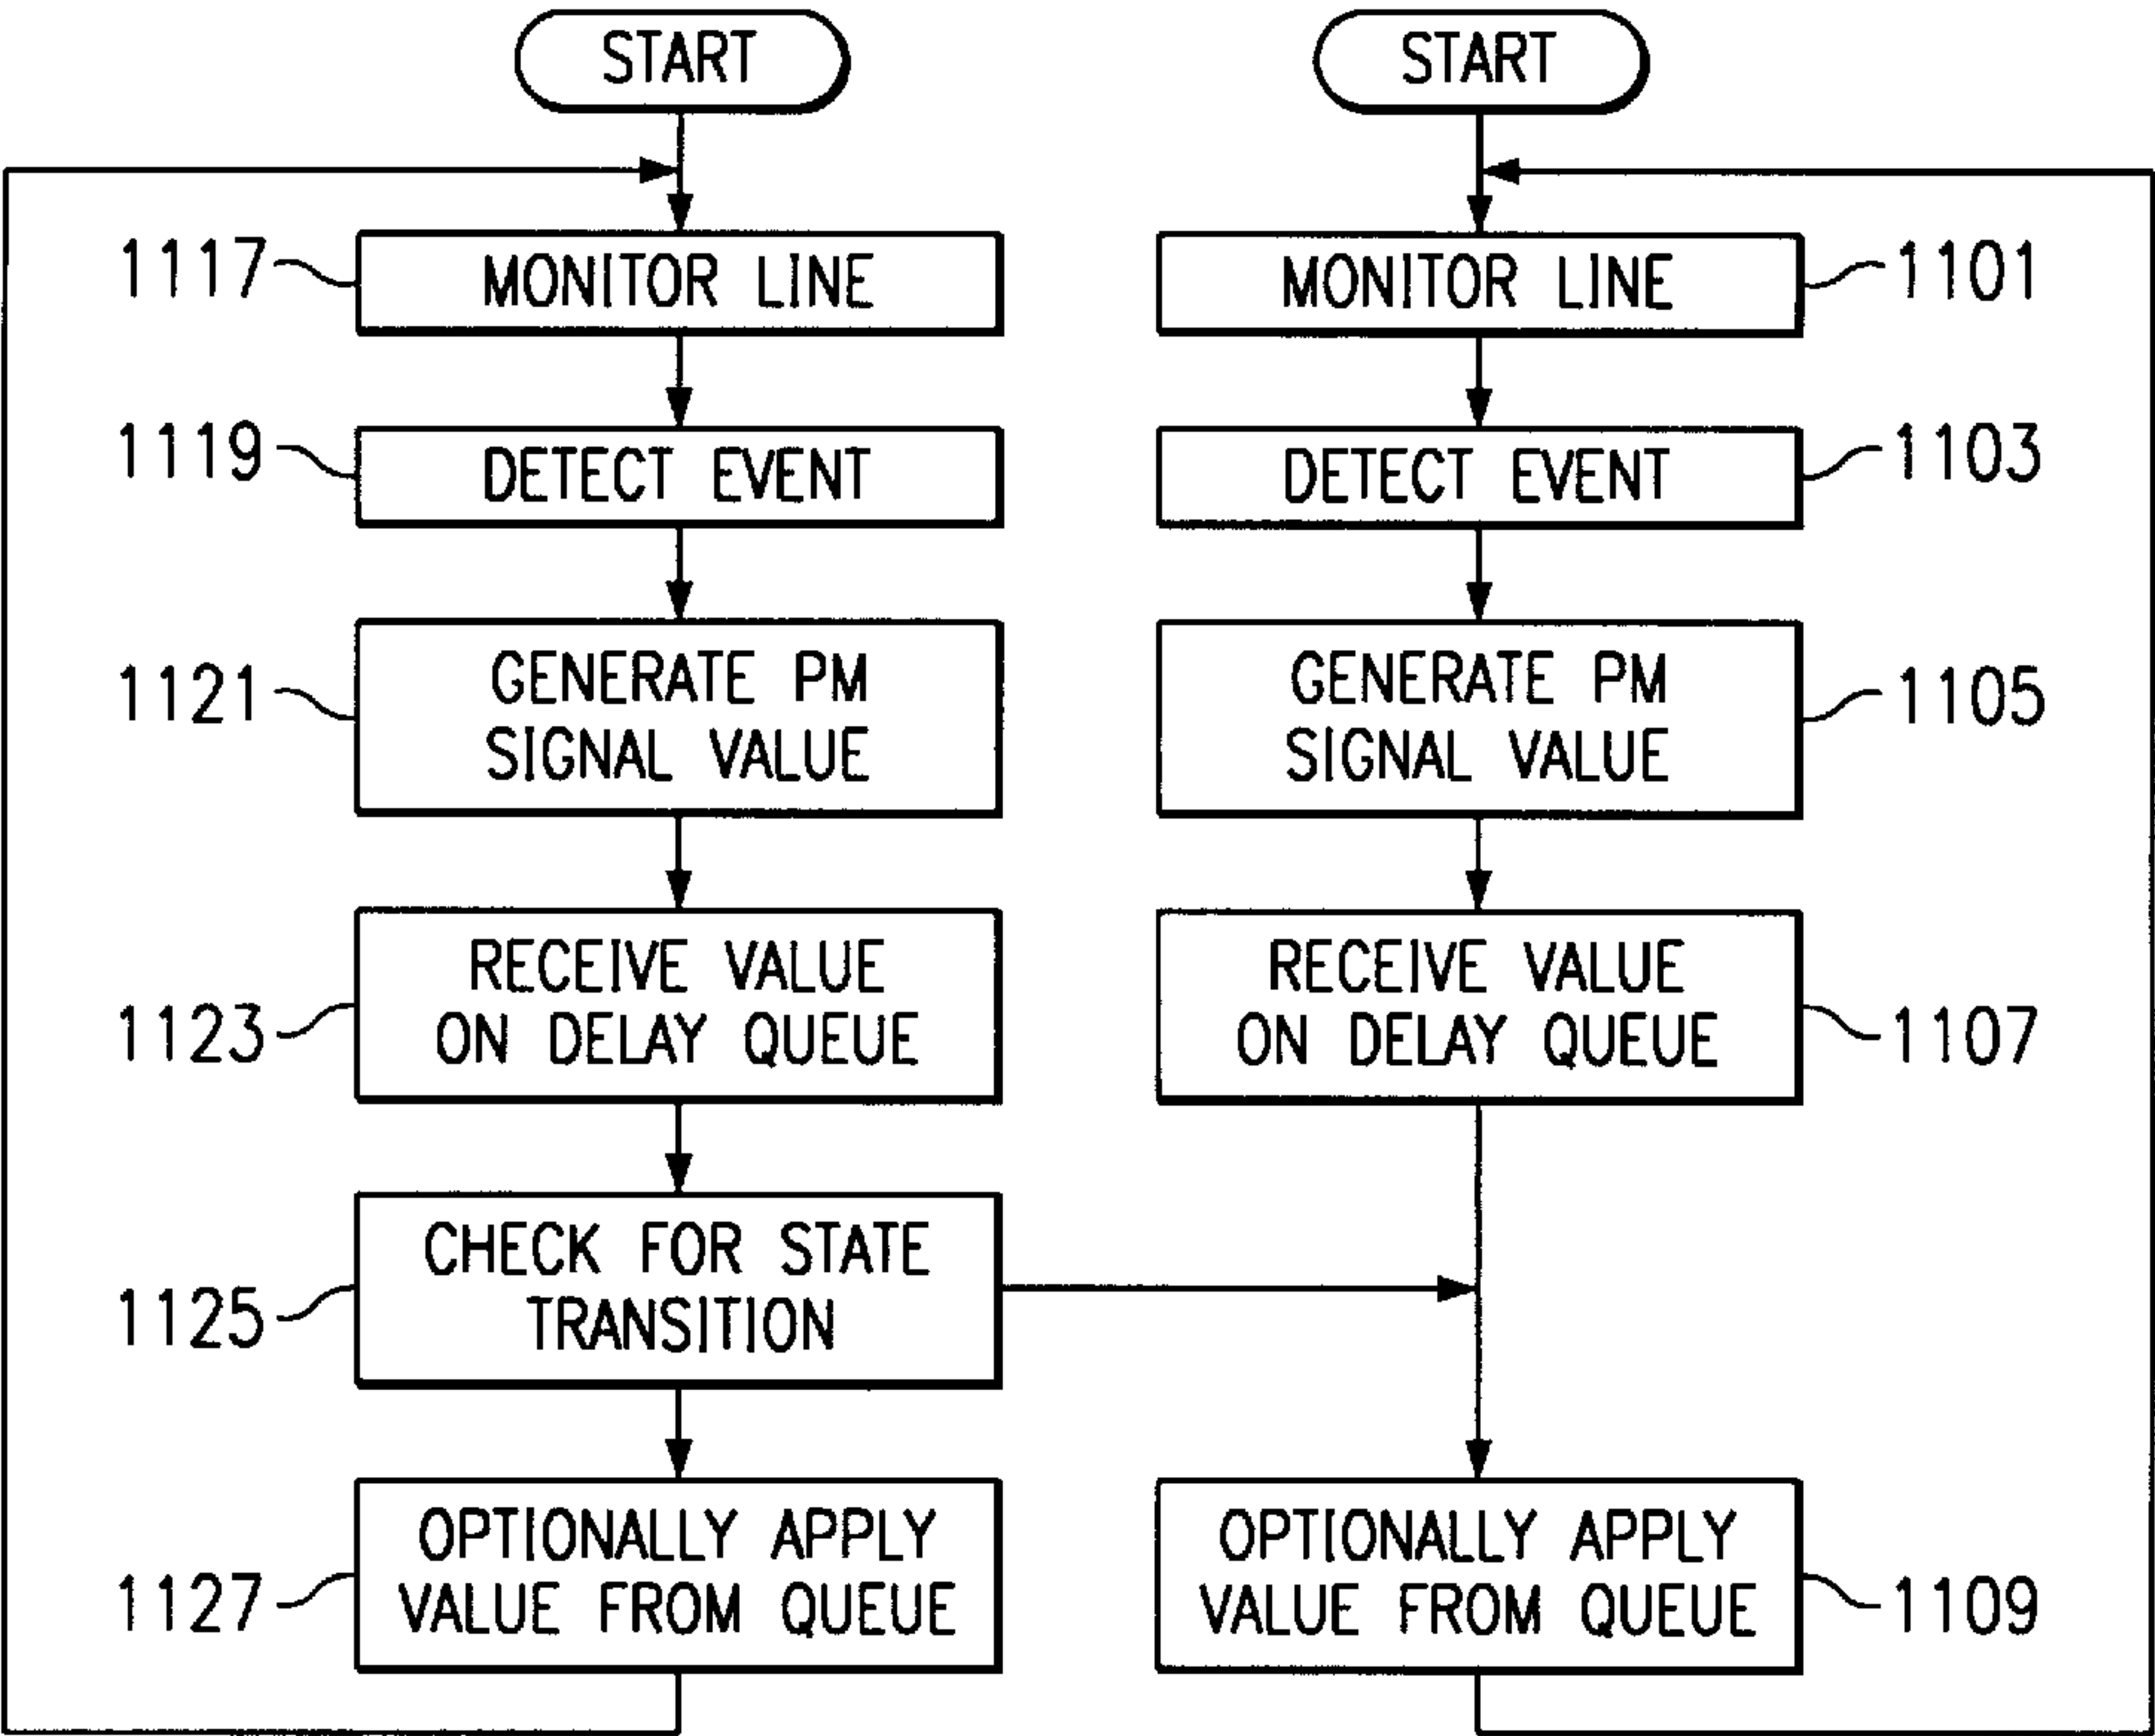 START
START
1117
MONITOR LINE
MONITOR LINE
1101
1119
DETECT EVENT
DETECT EVENT
1103
1121
GENERATE PM
SIGNAL VALUE
GENERATE PM
SIGNAL VALUE
1105
1123
RECEIVE VALUE
ON DELAY QUEUE
RECEIVE VALUE
ON DELAY QUEUE
1107
1125
CHECK FOR STATE
TRANSITION
1127
OPTIONALLY APPLY
VALUE FROM QUEUE
OPTIONALLY APPLY
VALUE FROM QUEUE
1109